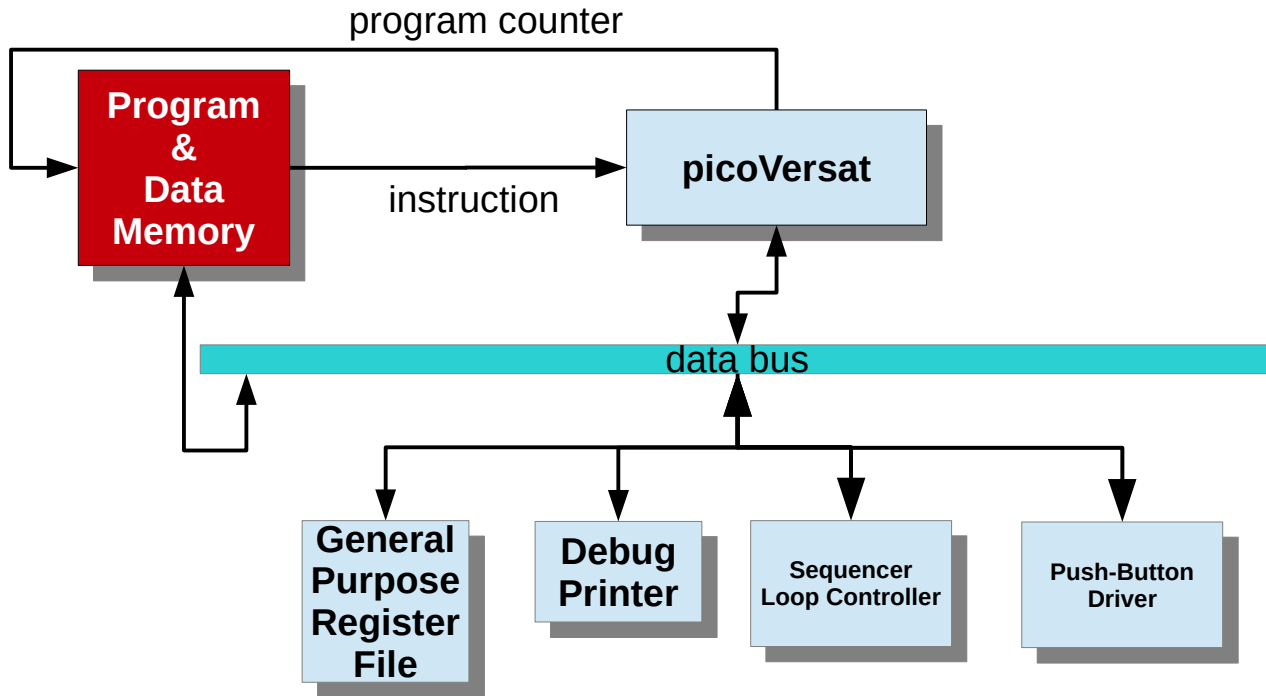 program counter
Program
&
Data
Memory
picoVersat
instruction
data bus
General
Purpose
Register
File
Debug
Printer
Sequencer
Loop Controller
Push-Button
Driver